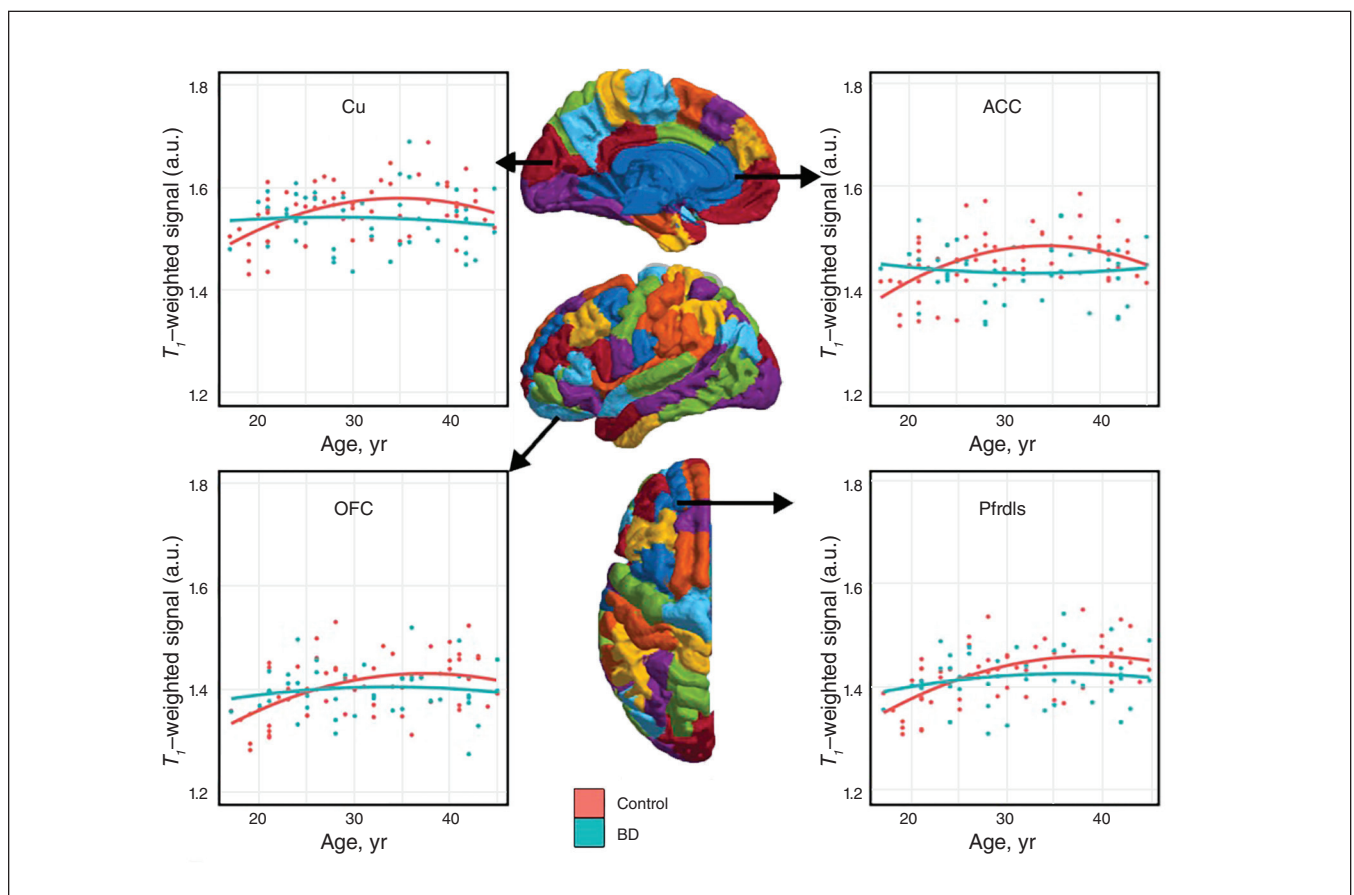 Cu
T1–weighted signal (a.u.)
1.8
1.6
1.4
1.2
20 30 40
Age, yr
ACC
T1–weighted signal (a.u.)
1.8
1.6
1.4
1.2
20 30 40
Age, yr
OFC
T1–weighted signal (a.u.)
1.8
1.6
1.4
1.2
20 30 40
Age, yr
Pfrdls
T1–weighted signal (a.u.)
1.8
1.6
1.4
1.2
20 30 40
Age, yr
Control
BD